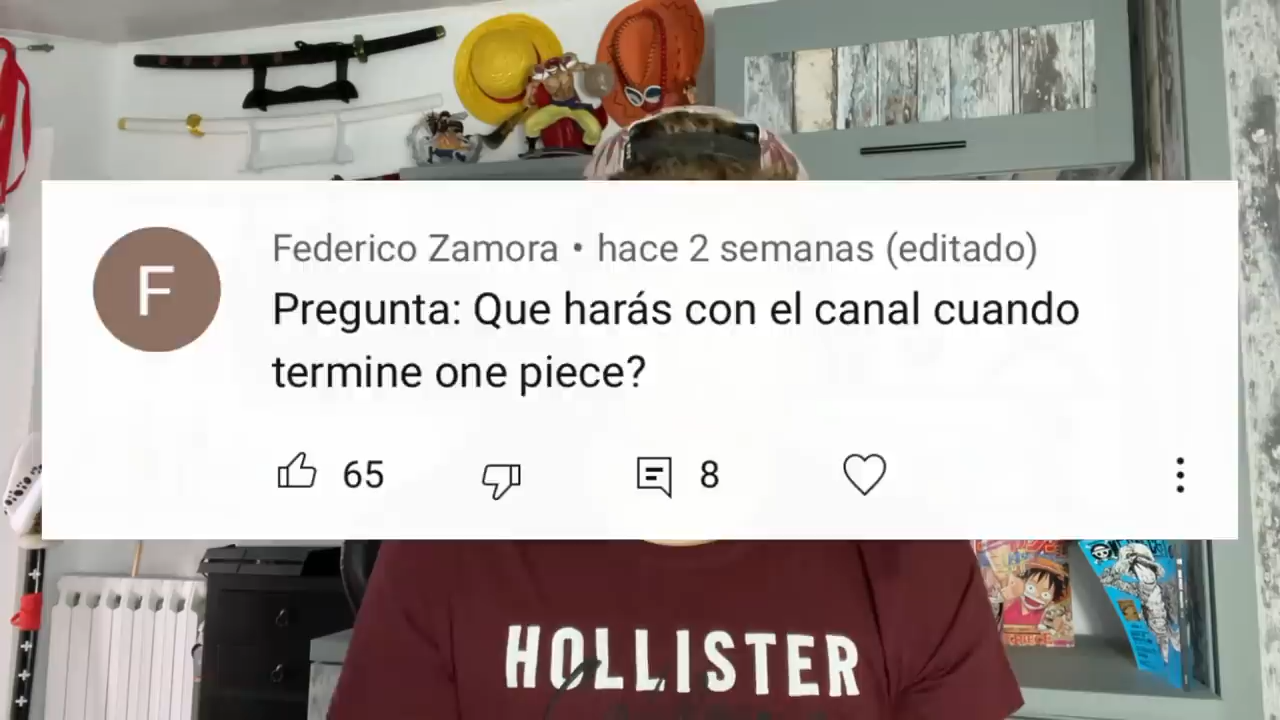 F
Federico Zamora • hace 2 semanas (editado)
Pregunta: Que harás con el canal cuando
termine one piece?
65
8
HOLLISTER